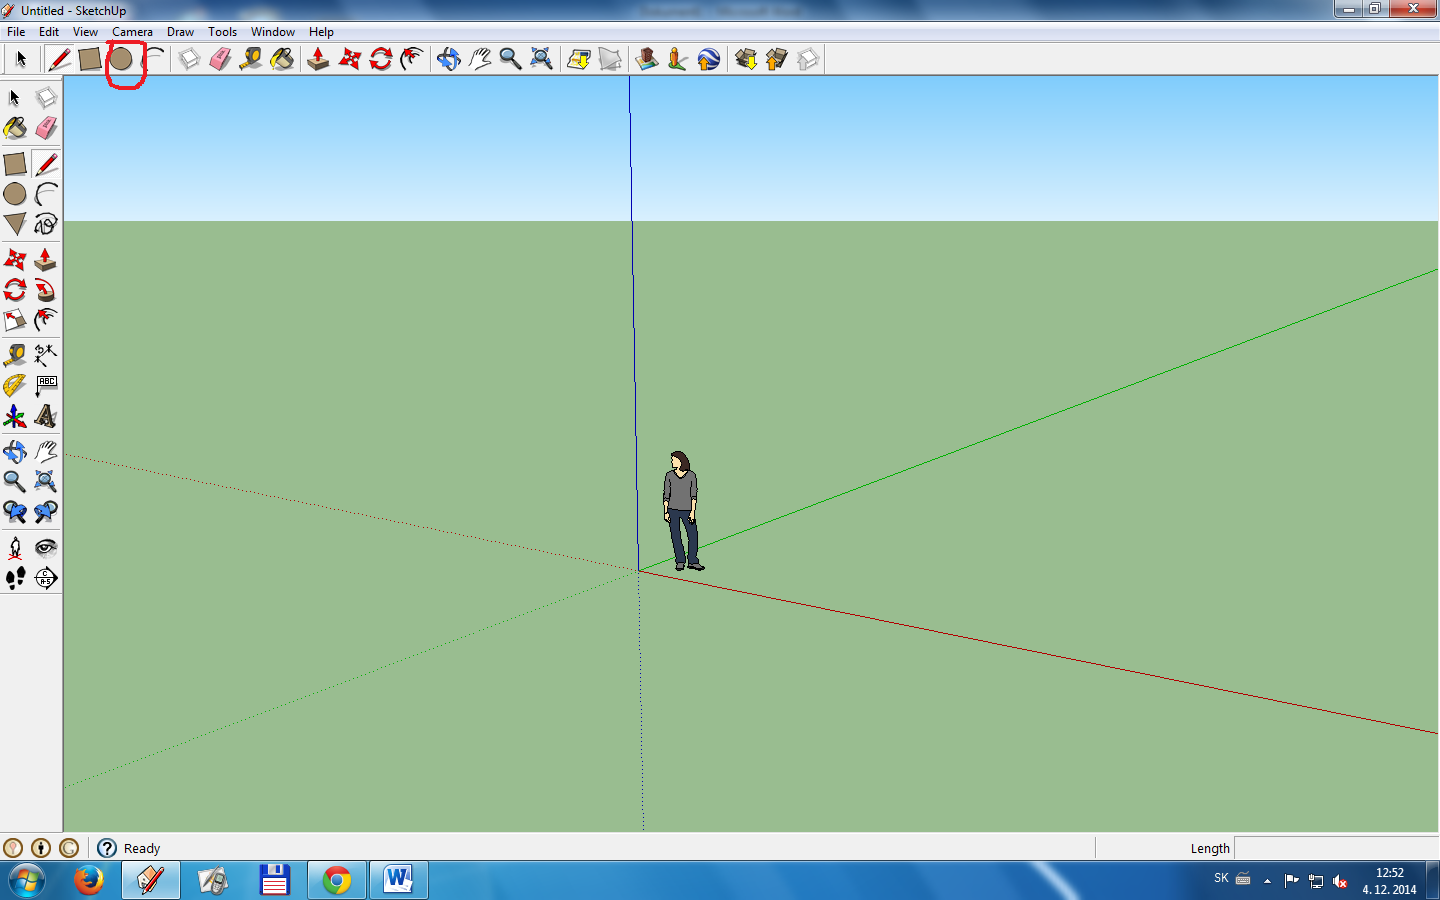 Untitled - SketchUp
File Edit View Camera Draw Tools Window Help
ABC
A
C
A-S
Ready
Length
W
SK
12:52
4. 12. 2014